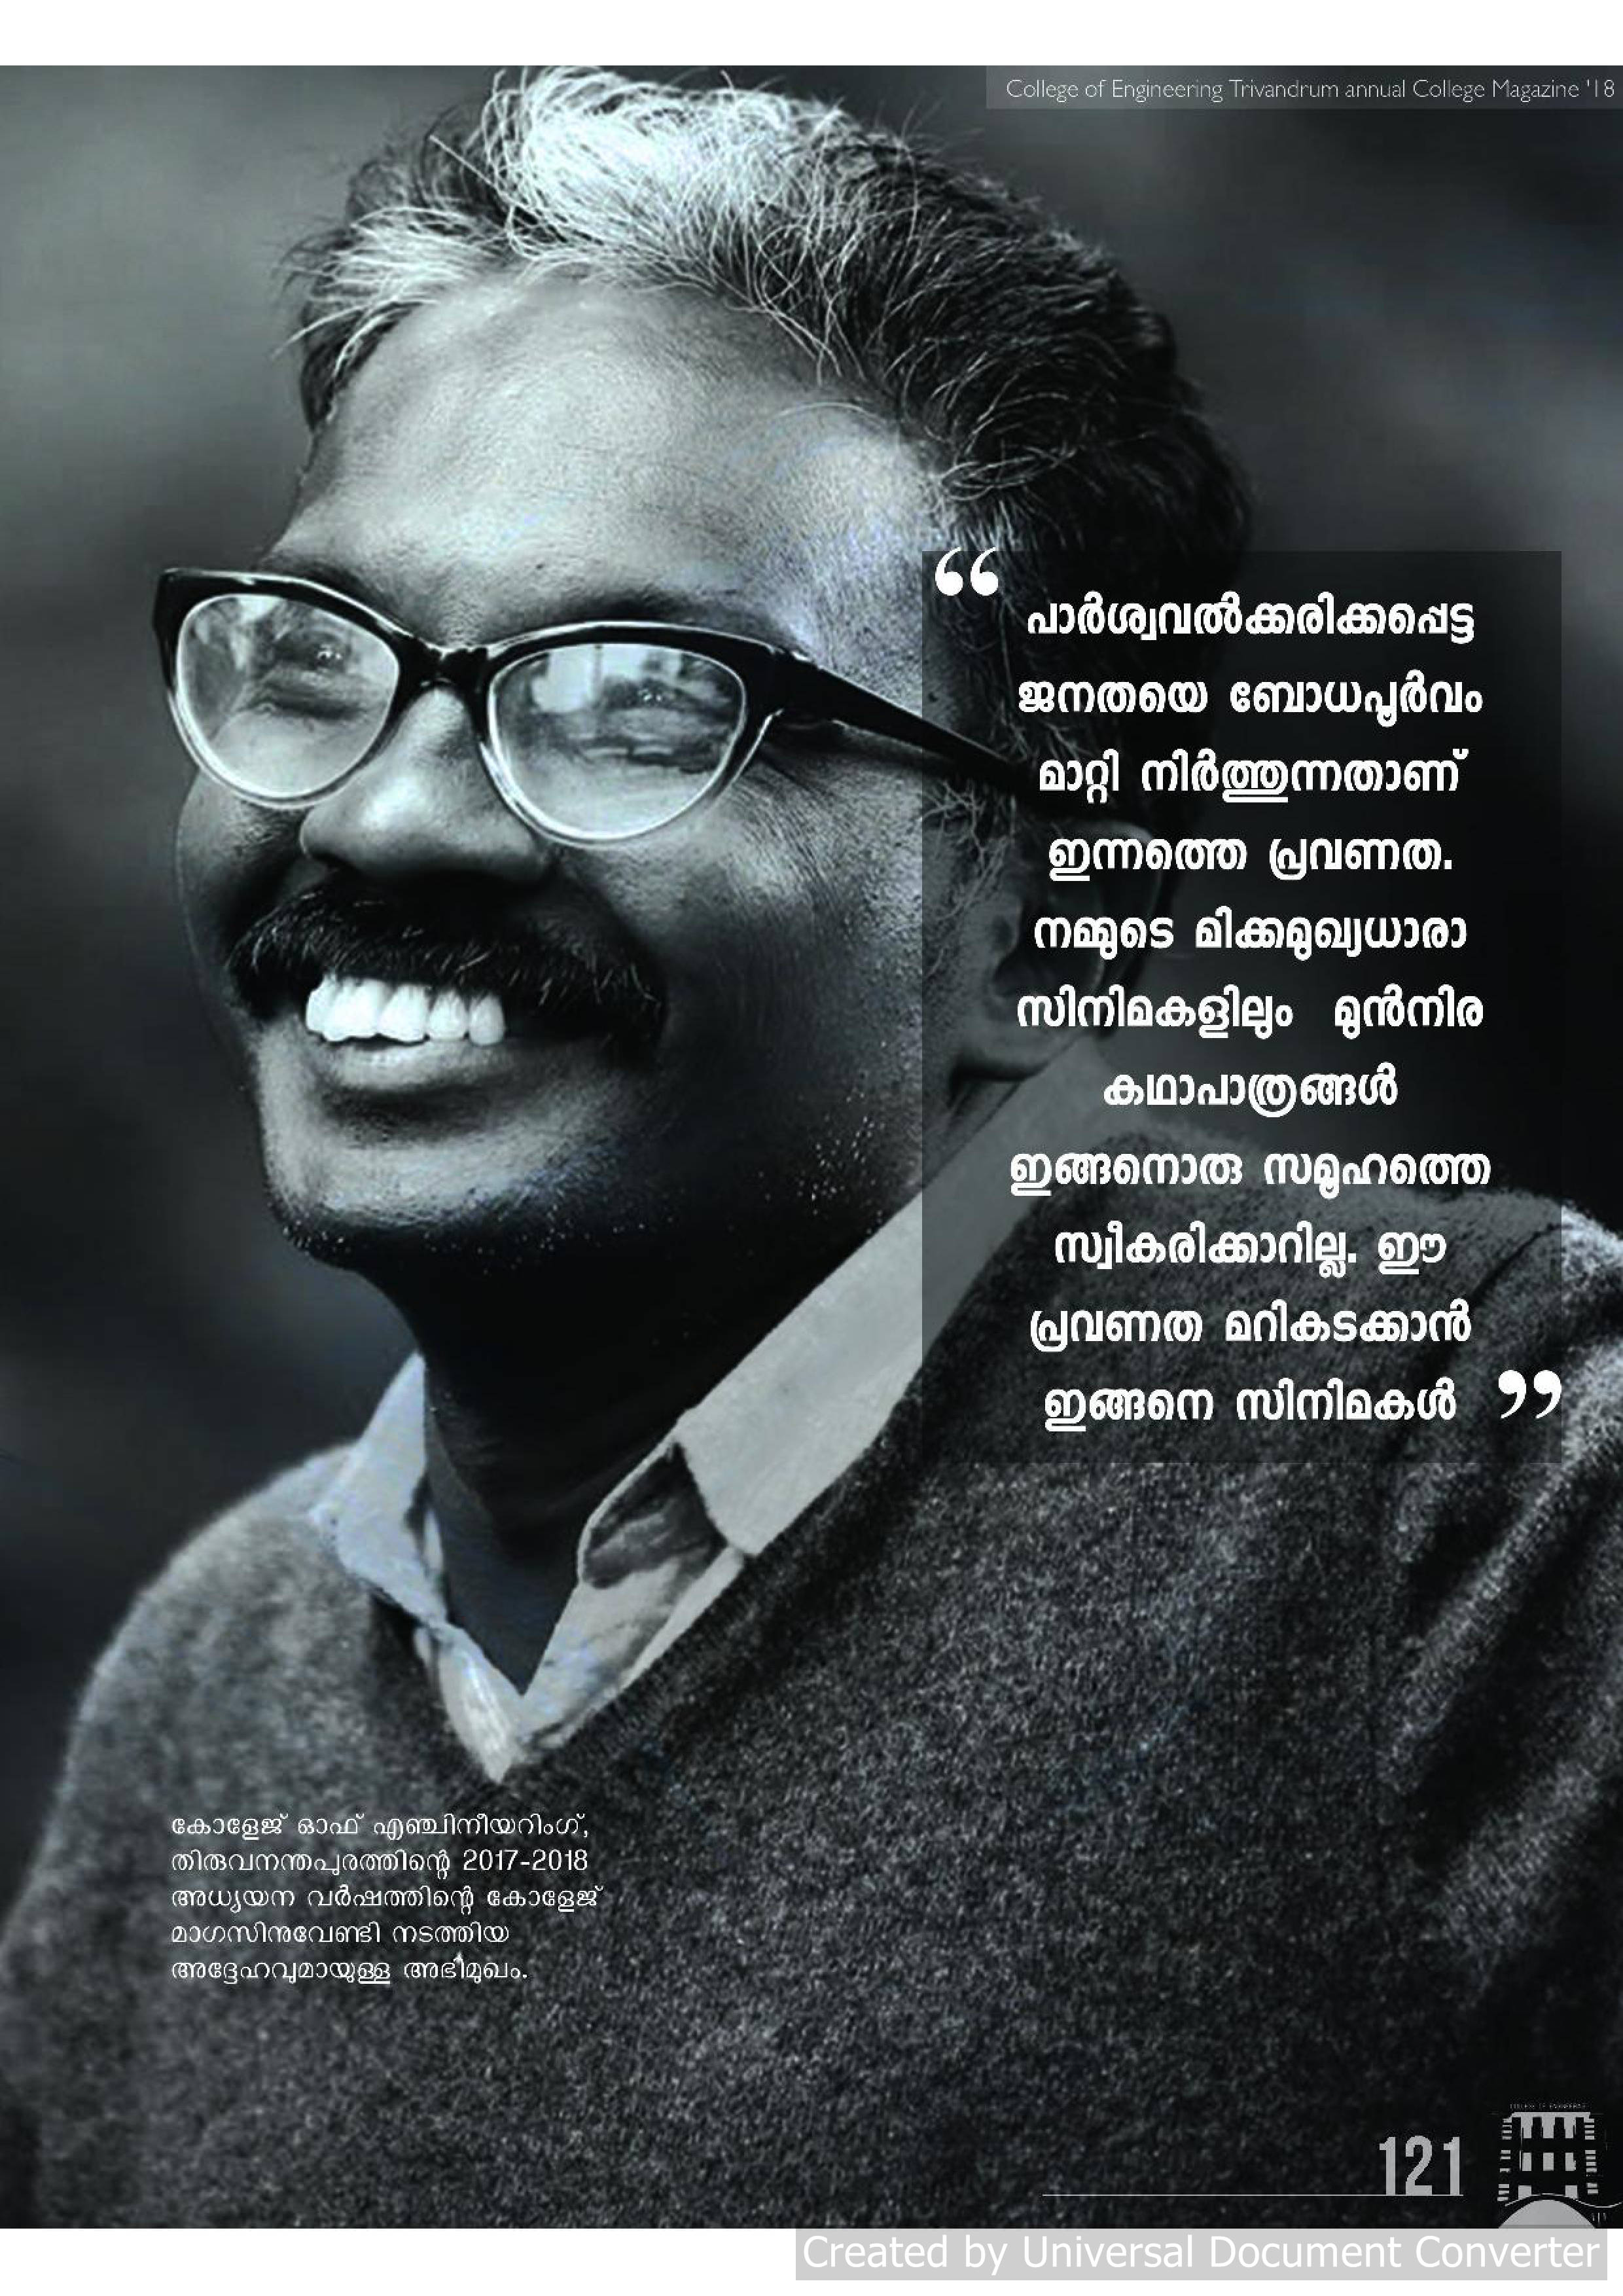 College of Engineering Trivandrum annual College Magazine '18
“
പാർശ്വവൽക്കരിക്കപ്പെട്ട
ജനതയെ ബോധപൂർവം
മാറ്റി നിർത്തുന്നതാണ്
ഇന്നത്തെ പ്രവണത.
നമ്മുടെ മിക്കമുഖ്യധാരാ
സിനിമകളിലും മുൻനിര
കഥാപാത്രങ്ങൾ
ഇങ്ങനൊരു സമൂഹത്തെ
സ്വീകരിക്കാറില്ല. ഈ
പ്രവണത മറികടക്കാൻ
ഇങ്ങനെ സിനിമകൾ ”
കോളേജ് ഓഫ് എഞ്ചിനീയറിംഗ്,
തിരുവനന്തപുരത്തിന്റെ 2017-2018
അധ്യയന വർഷത്തിന്റെ കോളേജ്
മാഗസിനുവേണ്ടി നടത്തിയ
അദ്ദേഹവുമായുള്ള അഭിമുഖം.
121
Created by Universal Document Converter